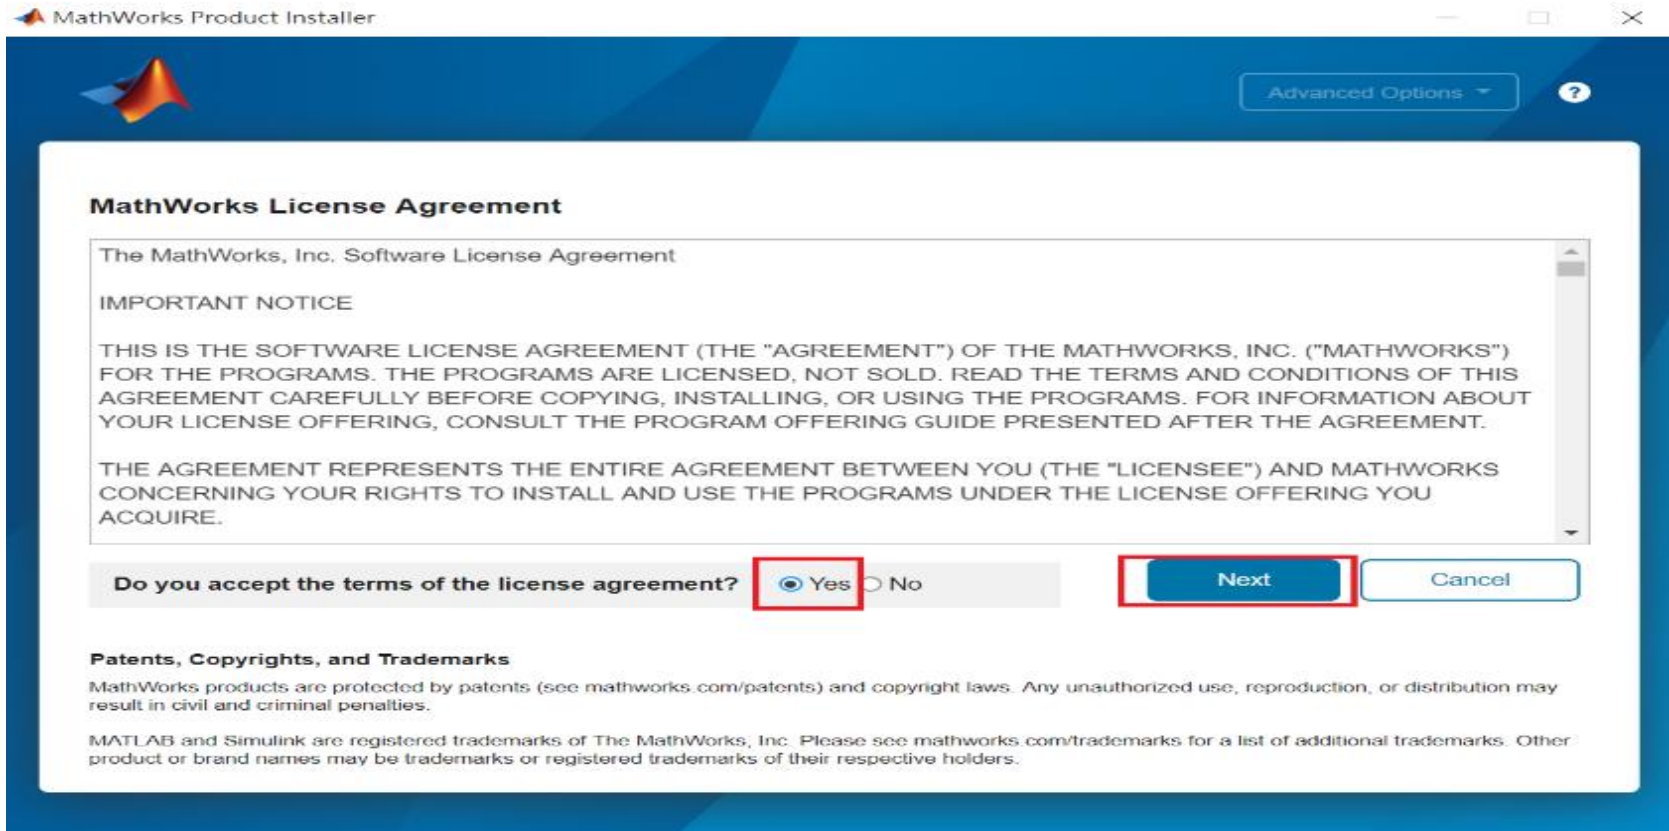 MathWorks Product Installer
Advanced Options
?
MathWorks License Agreement
The MathWorks, Inc. Software License Agreement
IMPORTANT NOTICE
THIS IS THE SOFTWARE LICENSE AGREEMENT (THE "AGREEMENT") OF THE MATHWORKS, INC. ("MATHWORKS")
FOR THE PROGRAMS. THE PROGRAMS ARE LICENSED, NOT SOLD. READ THE TERMS AND CONDITIONS OF THIS
AGREEMENT CAREFULLY BEFORE COPYING, INSTALLING, OR USING THE PROGRAMS. FOR INFORMATION ABOUT
YOUR LICENSE OFFERING, CONSULT THE PROGRAM OFFERING GUIDE PRESENTED AFTER THE AGREEMENT.
THE AGREEMENT REPRESENTS THE ENTIRE AGREEMENT BETWEEN YOU (THE "LICENSEE") AND MATHWORKS
CONCERNING YOUR RIGHTS TO INSTALL AND USE THE PROGRAMS UNDER THE LICENSE OFFERING YOU
ACQUIRE.
Do you accept the terms of the license agreement? Yes No
Next Cancel
Patents, Copyrights, and Trademarks
MathWorks products are protected by patents (see mathworks.com/patents) and copyright laws. Any unauthorized use, reproduction, or distribution may
result in civil and criminal penalties.
MATLAB and Simulink are registered trademarks of The MathWorks, Inc. Please see mathworks.com/trademarks for a list of additional trademarks. Other
product or brand names may be trademarks or registered trademarks of their respective holders.